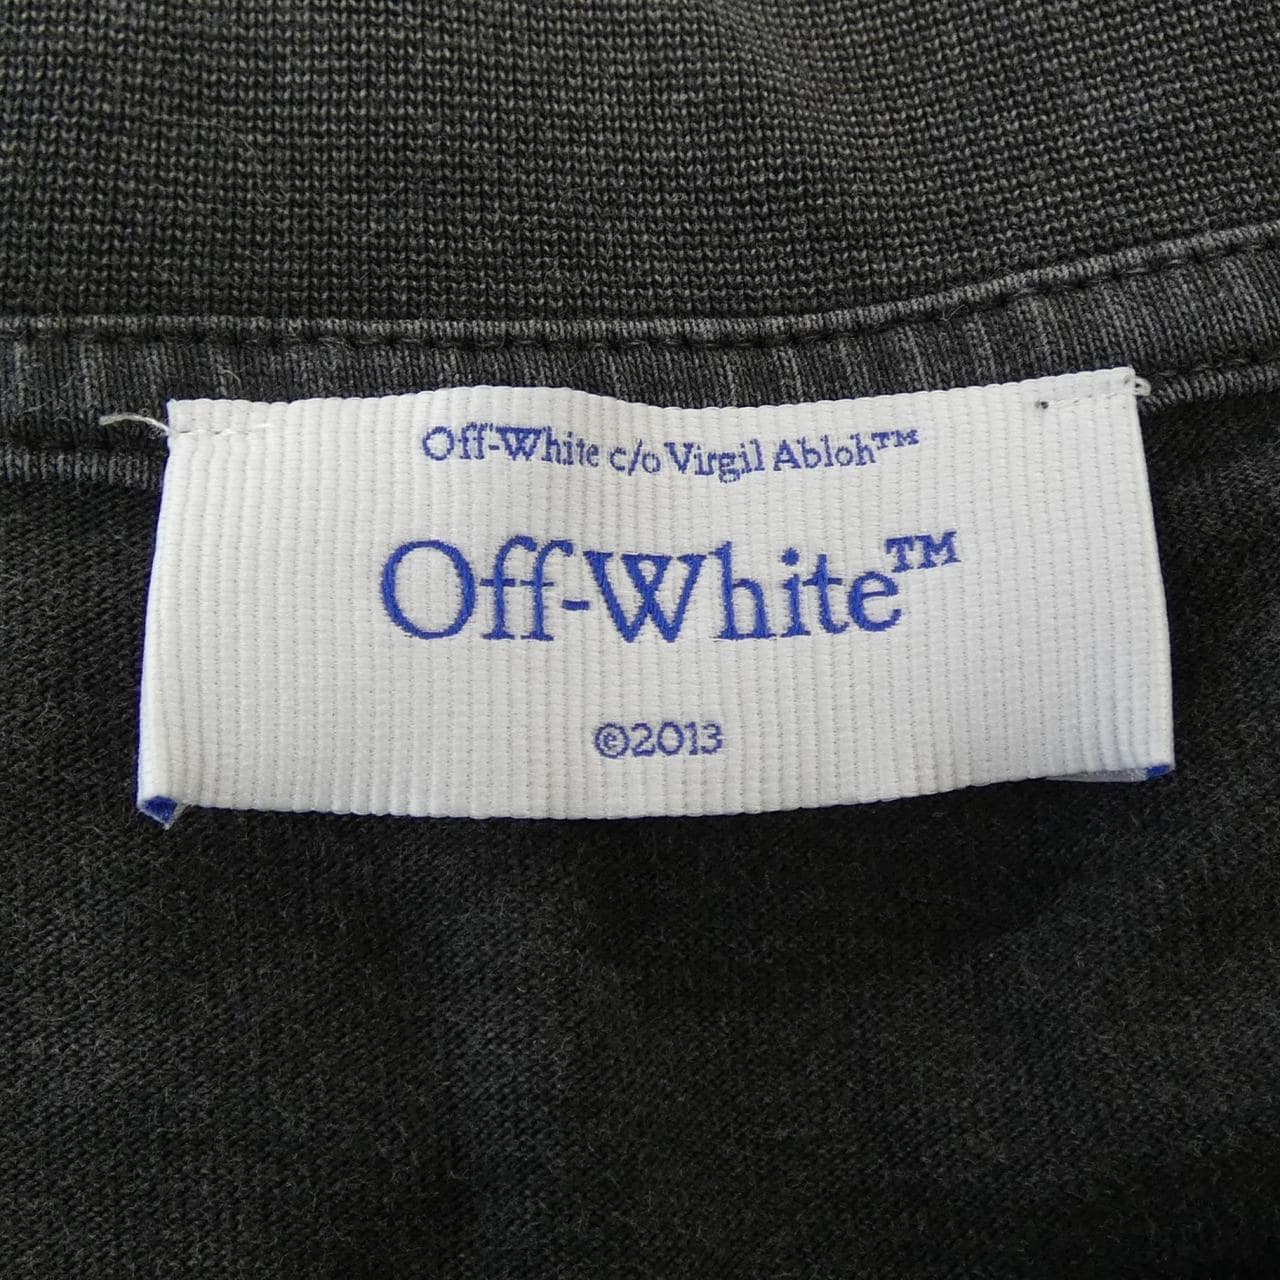 Off-White c/o Virgil Abloh™
Off-White™
©2013